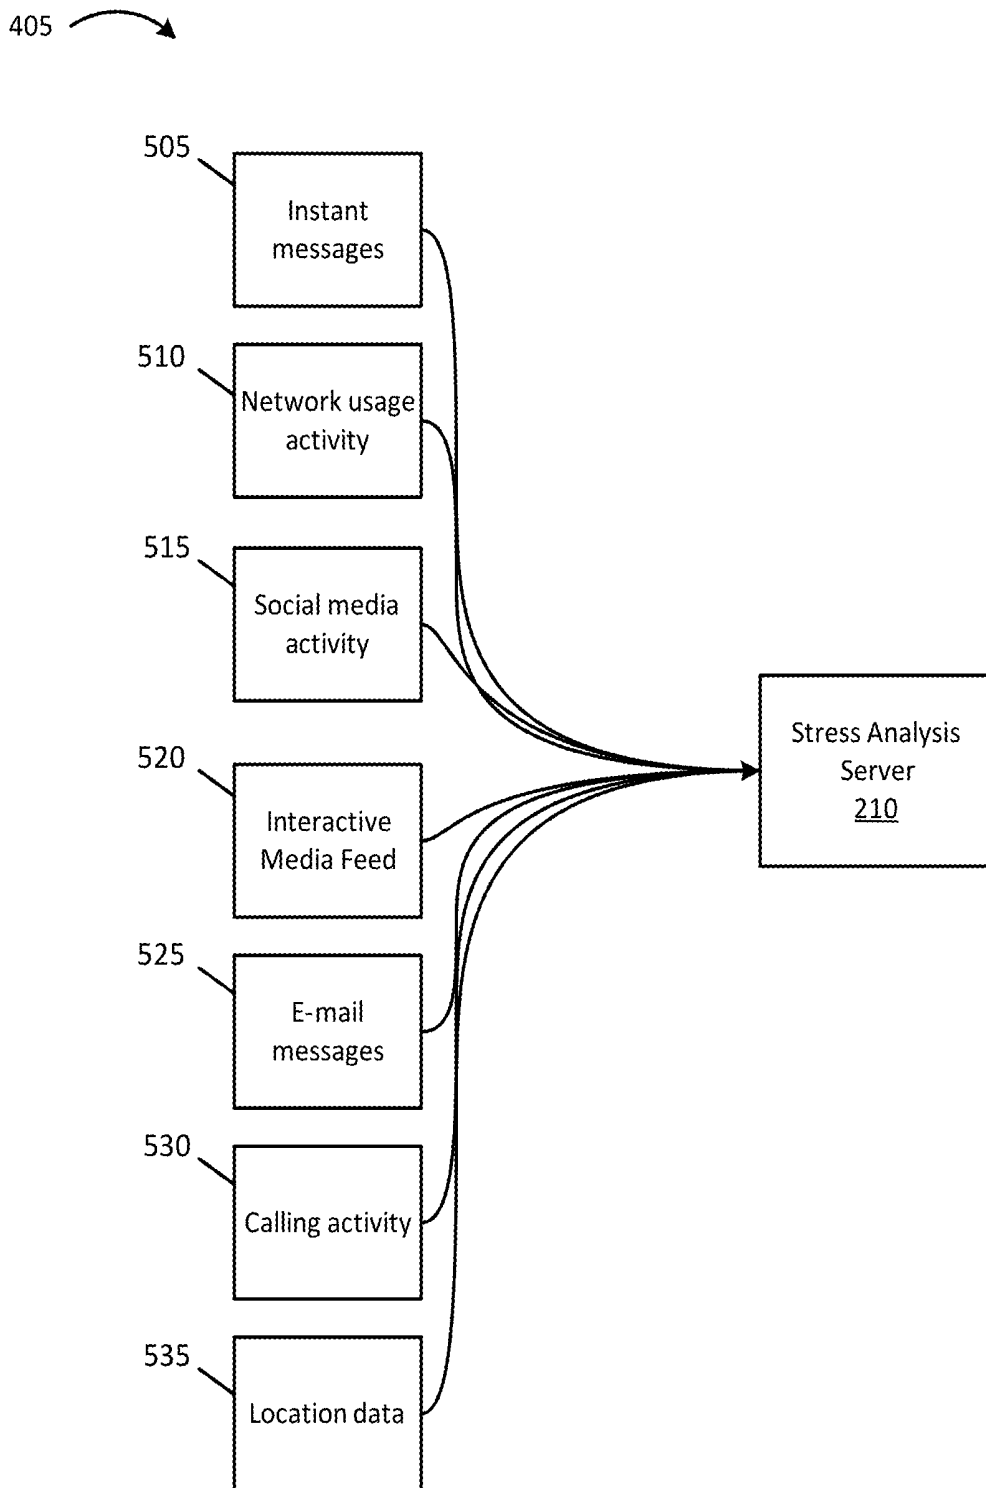 405
505
Instant
messages
510
Network usage
activity
515
Social media
activity
520
Interactive
Media Feed
525
E-mail
messages
530
Calling activity
535
Location data
Stress Analysis
Server
210